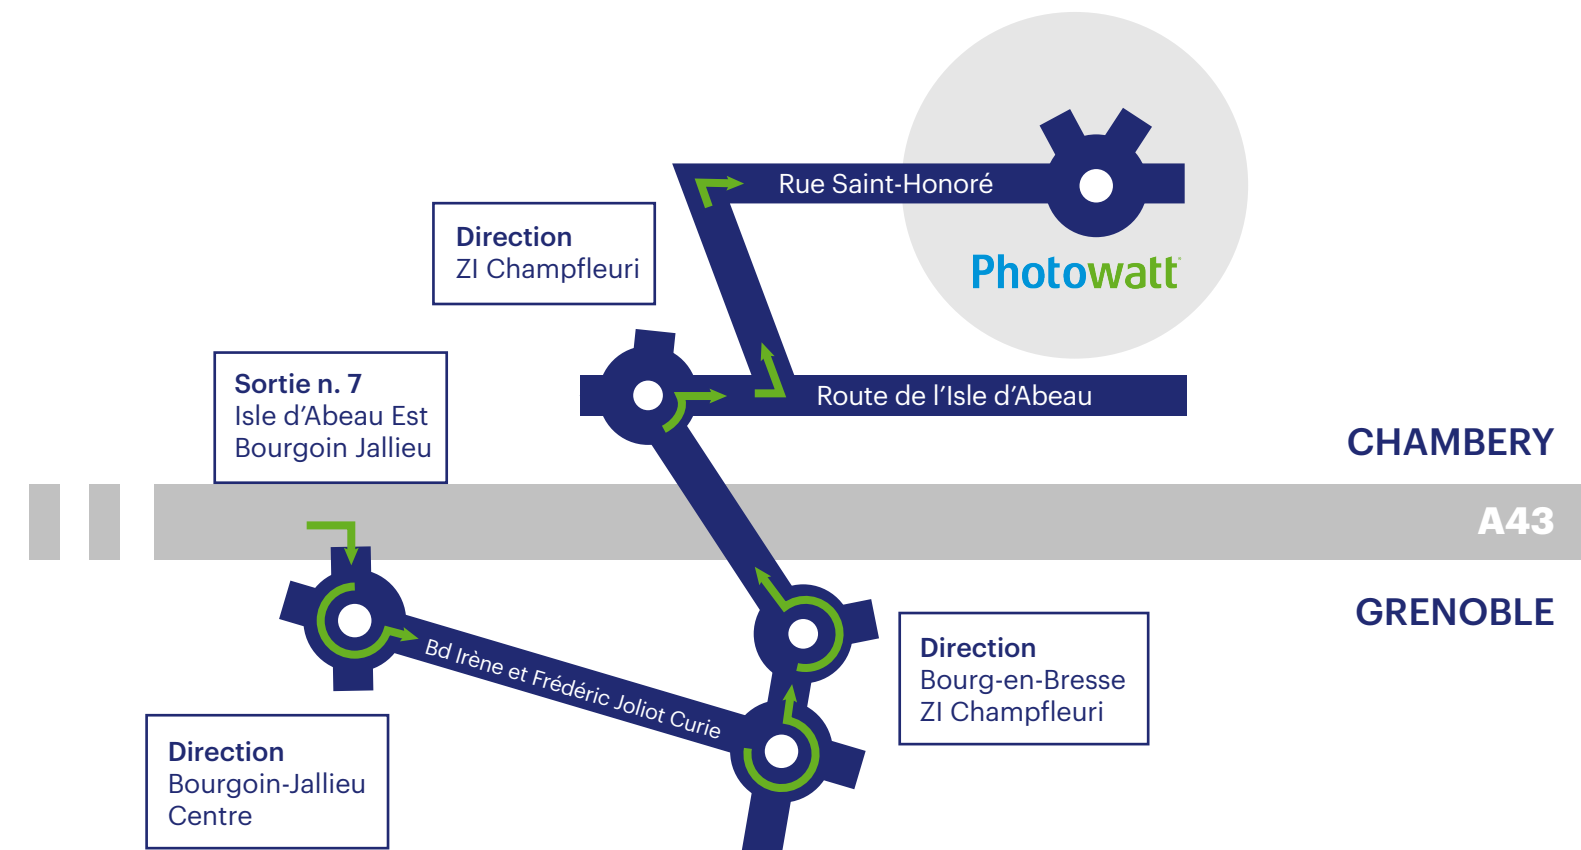 Rue Saint-Honoré
Photowatt
Direction
ZI Champfleuri
Sortie n. 7
Isle d'Abeau Est
Bourgoin Jallieu
Route de l'Isle d'Abeau
CHAMBERY
A43
GRENOBLE
Bd Irène et Frédéric Joliot Curie
Direction
Bourg-en-Bresse
ZI Champfleuri
Direction
Bourgoin-Jallieu
Centre